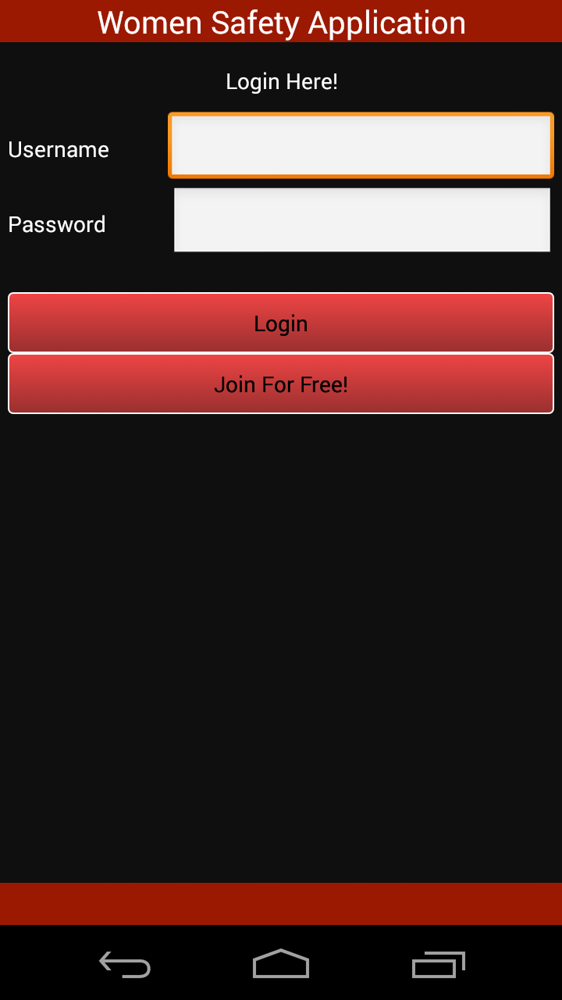 Women Safety Application
Login Here!
Username
Password
Login
Join For Free!